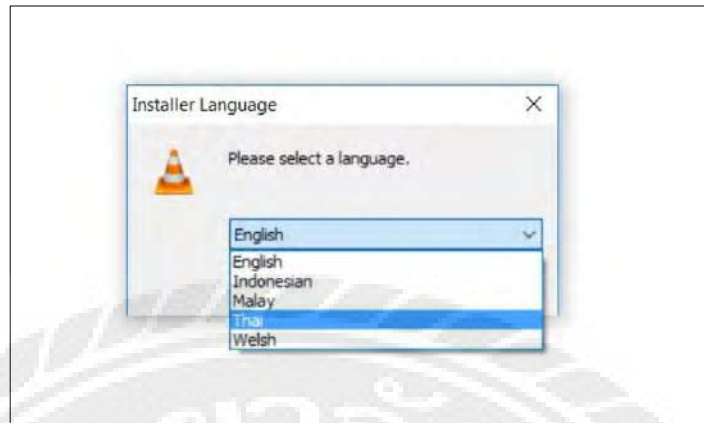 Installer Language
Please select a language.
English
English
Indonesian
Malay
Thai
Welsh